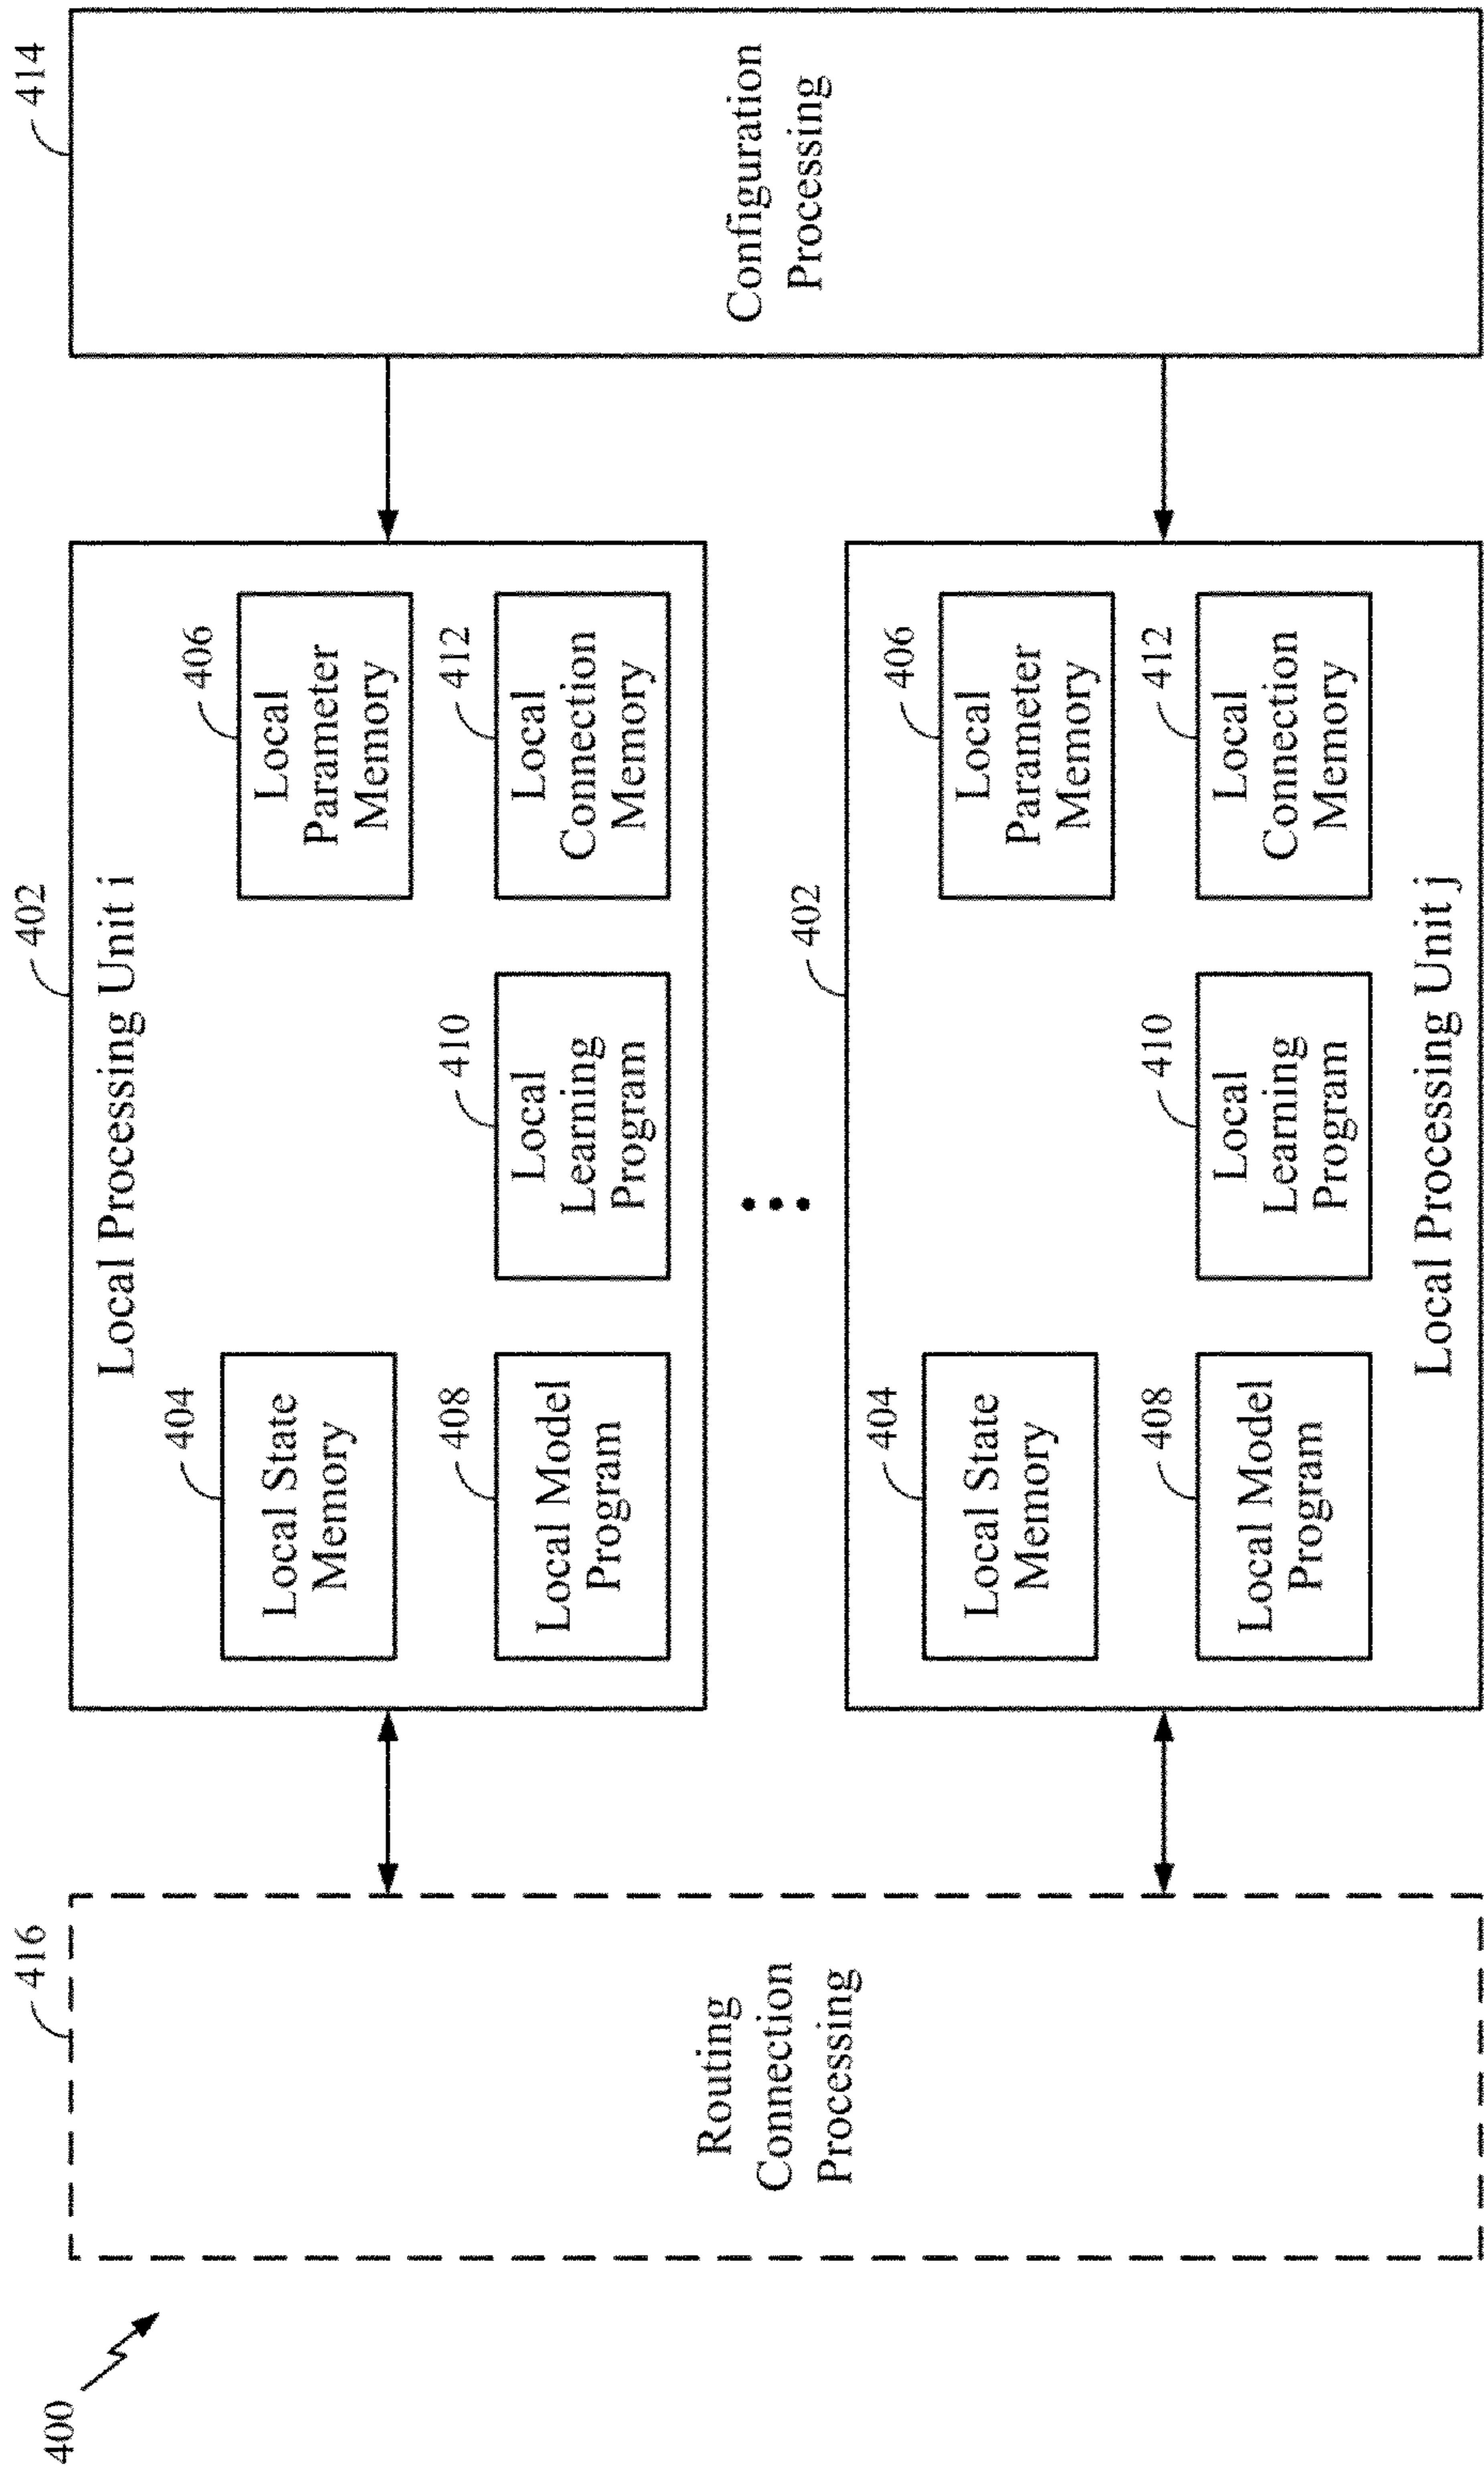 400
416
Routing
Connection
Processing
402
Local Processing Unit i
404
Local State
Memory
406
Local
Parameter
Memory
408
Local Model
Program
410
Local
Learning
Program
412
Local
Connection
Memory
402
404
Local State
Memory
406
Local
Parameter
Memory
408
Local Model
Program
410
Local
Learning
Program
412
Local
Connection
Memory
Local Processing Unit j
414
Configuration
Processing